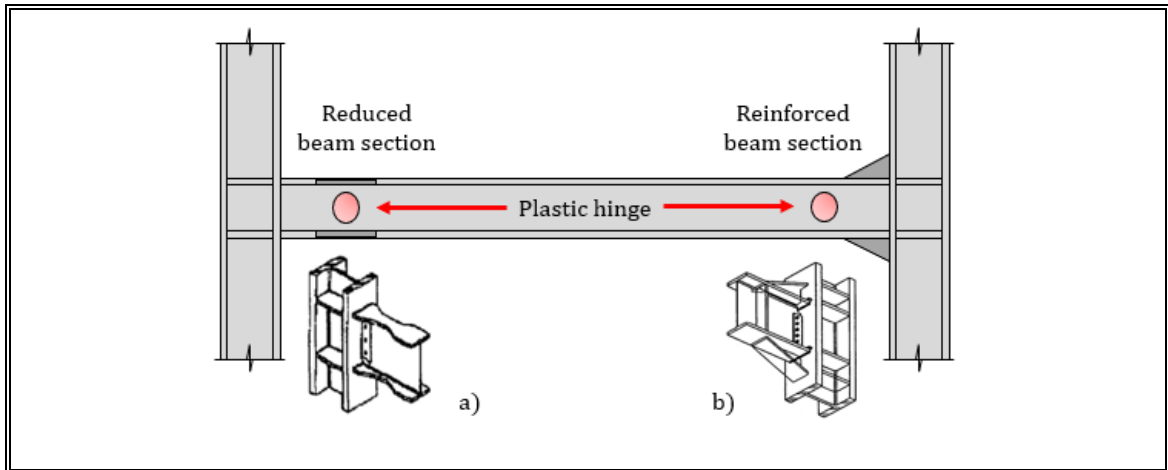 Reduced
beam section
Reinforced
beam section
Plastic hinge
a)
b)